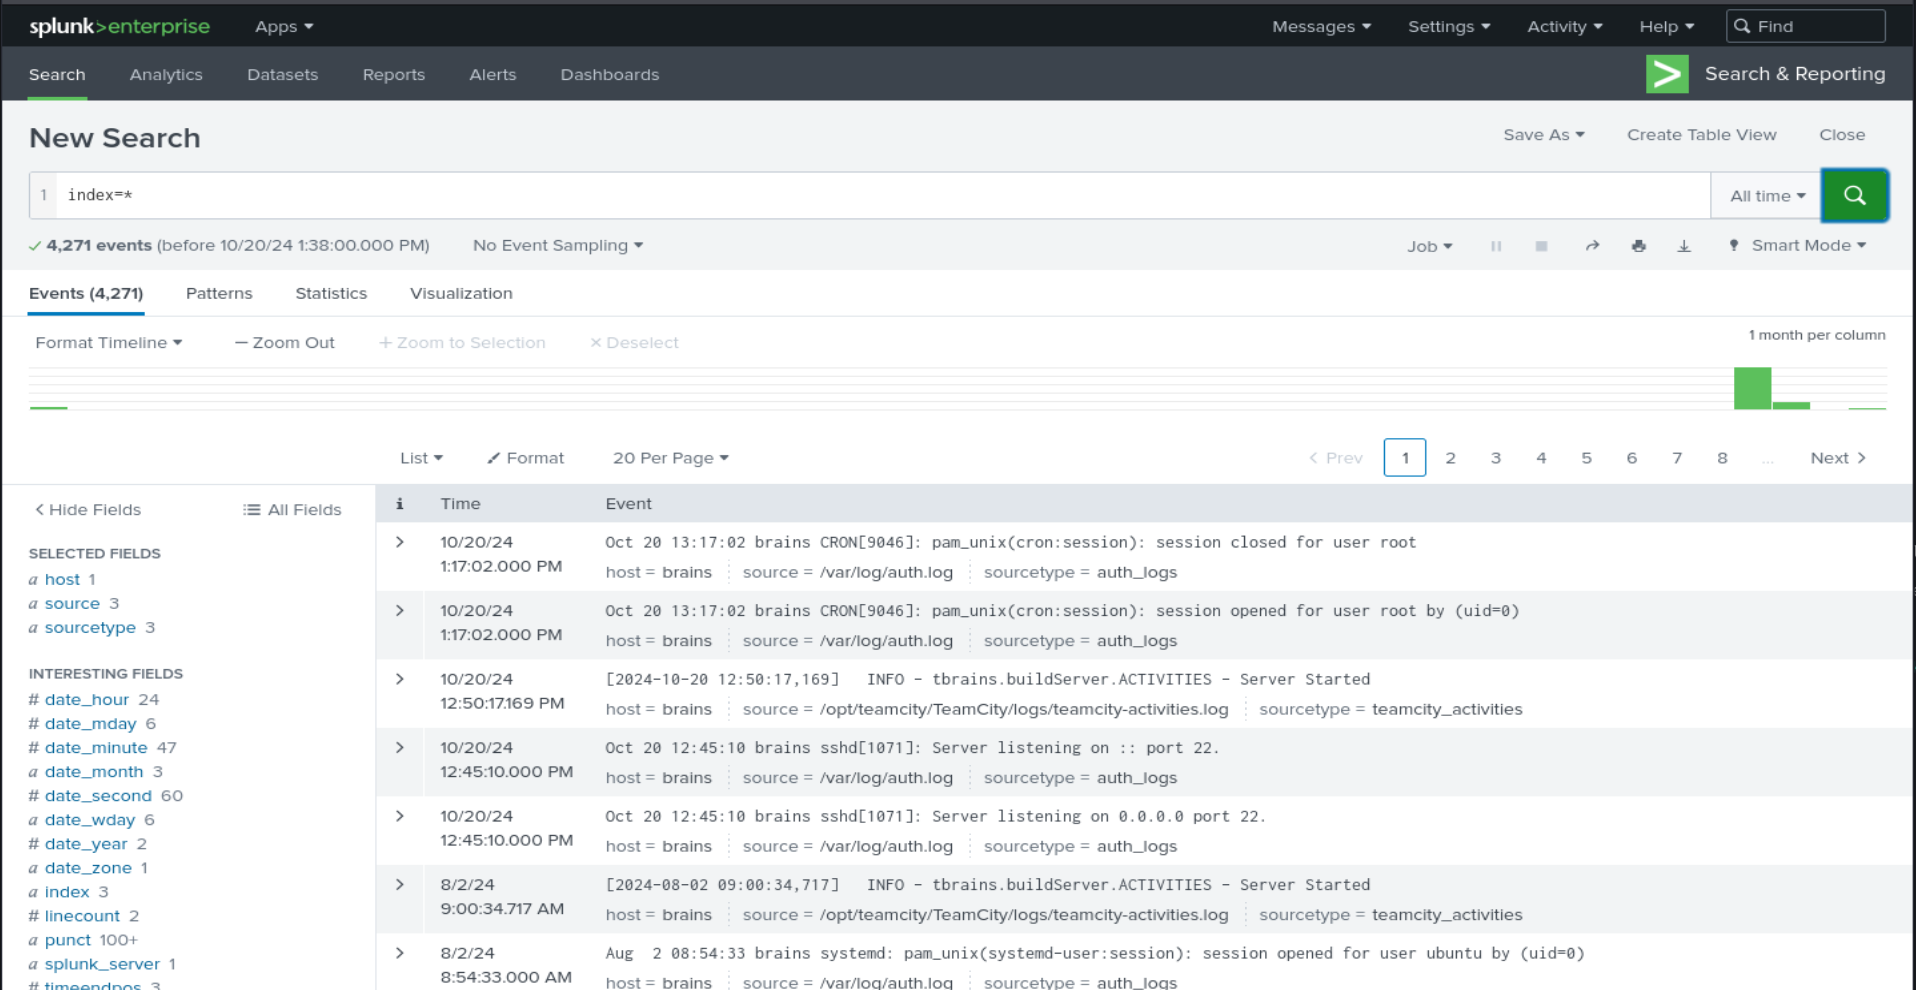 splunk>enterprise Apps Messages Settings Activity Help Find
Search Analytics Datasets Reports Alerts Dashboards > Search & Reporting
New Search Save As Create Table View Close
1 index=* All time
✓ 4,271 events (before 10/20/24 1:38:00.000 PM) No Event Sampling Job Smart Mode
Events (4,271) Patterns Statistics Visualization
Format Timeline — Zoom Out + Zoom to Selection × Deselect 1 month per column
List Format 20 Per Page < Prev 1 2 3 4 5 6 7 8 ... Next >
< Hide Fields All Fields
SELECTED FIELDS
a host 1
a source 3
a sourcetype 3
INTERESTING FIELDS
# date_hour 24
# date_mday 6
# date_minute 47
a date_month 3
# date_second 60
a date_wday 6
# date_year 2
a date_zone 1
a index 3
# linecount 2
a punct 100+
a splunk_server 1
# timeendpos 3
i Time Event
> 10/20/24 Oct 20 13:17:02 brains CRON[9046]: pam_unix(cron:session): session closed for user root
1:17:02.000 PM host = brains source = /var/log/auth.log sourcetype = auth_logs
> 10/20/24 Oct 20 13:17:02 brains CRON[9046]: pam_unix(cron:session): session opened for user root by (uid=0)
1:17:02.000 PM host = brains source = /var/log/auth.log sourcetype = auth_logs
> 10/20/24 [2024-10-20 12:50:17,169] INFO - tbrains.buildServer.ACTIVITIES - Server Started
12:50:17.169 PM host = brains source = /opt/teamcity/TeamCity/logs/teamcity-activities.log sourcetype = teamcity_activities
> 10/20/24 Oct 20 12:45:10 brains sshd[1071]: Server listening on :: port 22.
12:45:10.000 PM host = brains source = /var/log/auth.log sourcetype = auth_logs
> 10/20/24 Oct 20 12:45:10 brains sshd[1071]: Server listening on 0.0.0.0 port 22.
12:45:10.000 PM host = brains source = /var/log/auth.log sourcetype = auth_logs
> 8/2/24 [2024-08-02 09:00:34,717] INFO - tbrains.buildServer.ACTIVITIES - Server Started
9:00:34.717 AM host = brains source = /opt/teamcity/TeamCity/logs/teamcity-activities.log sourcetype = teamcity_activities
> 8/2/24 Aug  2 08:54:33 brains systemd: pam_unix(systemd-user:session): session opened for user ubuntu by (uid=0)
8:54:33.000 AM host = brains source = /var/log/auth.log sourcetype = auth_logs